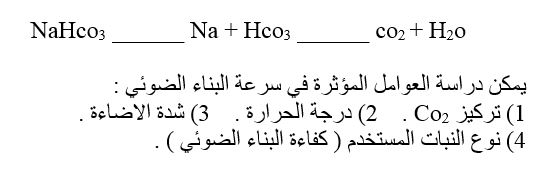 NaHco₃ ______ Na + Hco₃ ______ co₂ + H₂o
يمكن دراسة العوامل المؤثرة في سرعة البناء الضوئي :
1) تركيز Co₂ . 2) درجة الحرارة . 3) شدة الاضاءة .
4) نوع النبات المستخدم ( كفاءة البناء الضوئي ) .